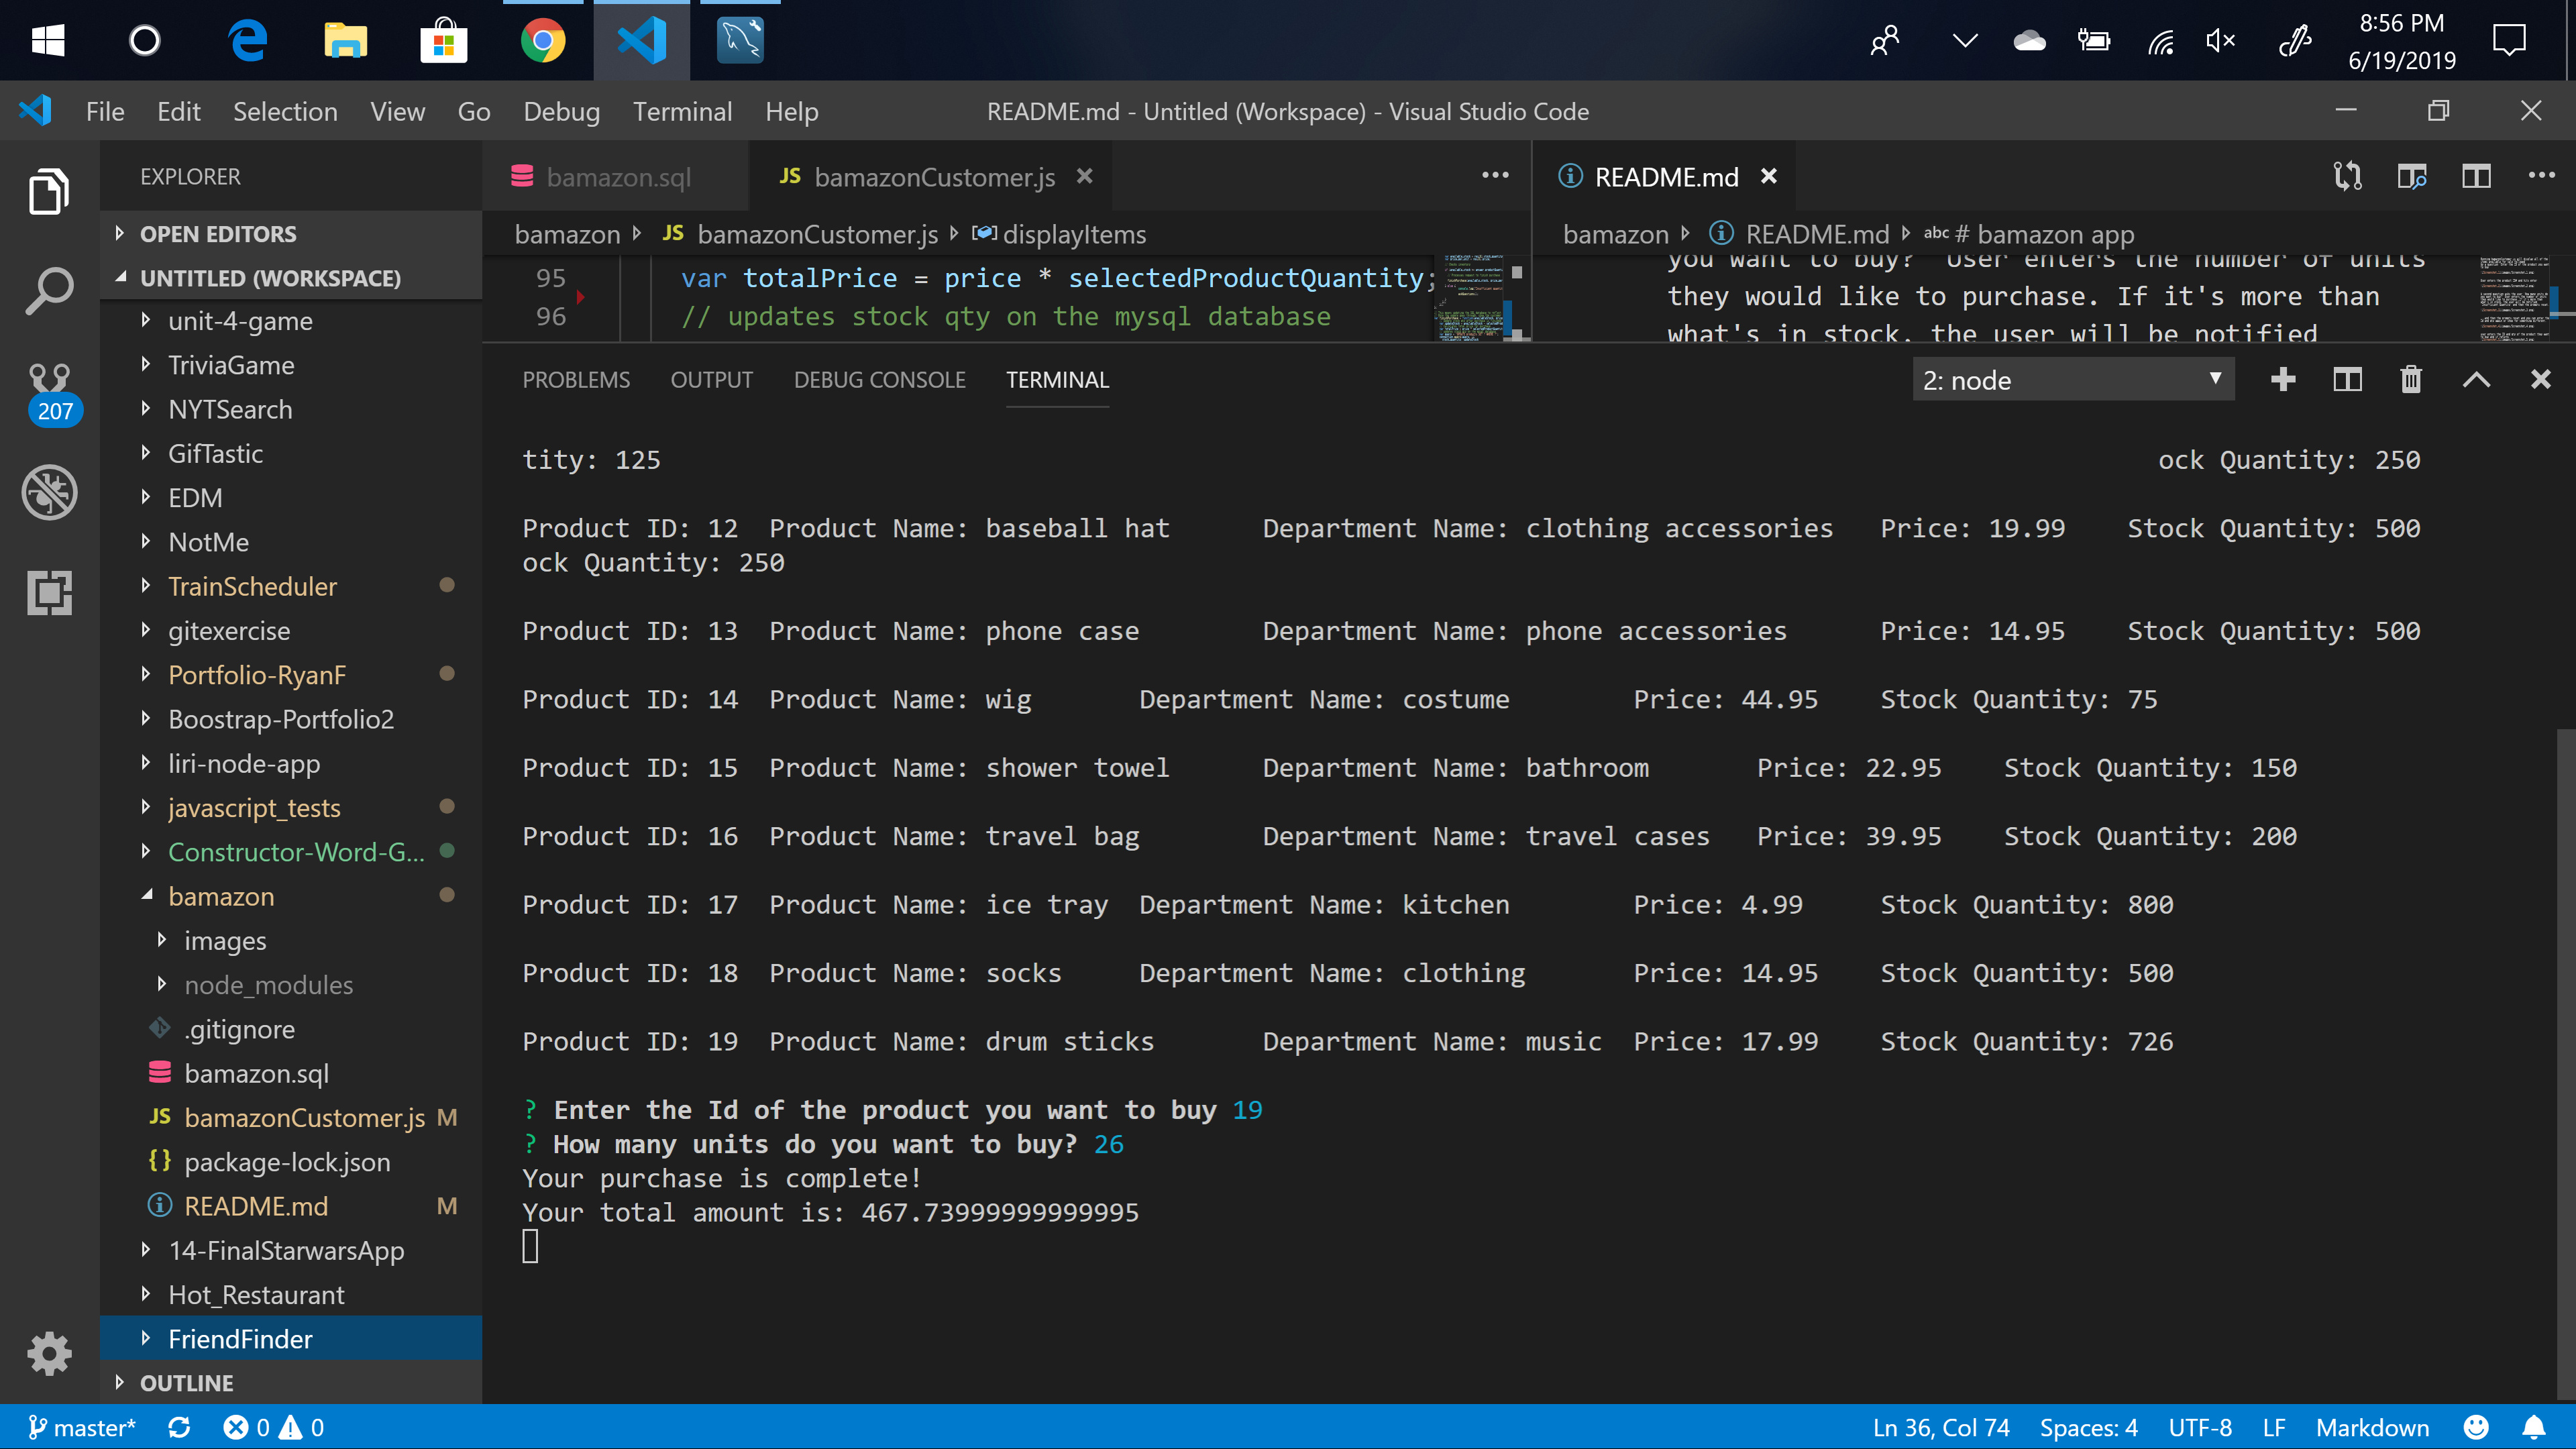 8:56 PM
6/19/2019
File Edit Selection View Go Debug Terminal Help
README.md - Untitled (Workspace) - Visual Studio Code
EXPLORER
OPEN EDITORS
UNTITLED (WORKSPACE)
unit-4-game
TriviaGame
NYTSearch
GifTastic
EDM
NotMe
TrainScheduler
gitexercise
Portfolio-RyanF
Boostrap-Portfolio2
liri-node-app
javascript_tests
Constructor-Word-G...
bamazon
images
node_modules
.gitignore
bamazon.sql
JS bamazonCustomer.js M
{} package-lock.json
README.md M
14-FinalStarwarsApp
Hot_Restaurant
FriendFinder
OUTLINE
207
bamazon.sql JS bamazonCustomer.js
bamazon JS bamazonCustomer.js displayItems
95 var totalPrice = price * selectedProductQuantity;
96 // updates stock qty on the mysql database
README.md
bamazon README.md abc # bamazon app
you want to buy? User enters the number of units
they would like to purchase. If it's more than
what's in stock, the user will be notified
PROBLEMS OUTPUT DEBUG CONSOLE TERMINAL
2: node
tity: 125 ock Quantity: 250
Product ID: 12 Product Name: baseball hat Department Name: clothing accessories Price: 19.99 Stock Quantity: 500
ock Quantity: 250
Product ID: 13 Product Name: phone case Department Name: phone accessories Price: 14.95 Stock Quantity: 500
Product ID: 14 Product Name: wig Department Name: costume Price: 44.95 Stock Quantity: 75
Product ID: 15 Product Name: shower towel Department Name: bathroom Price: 22.95 Stock Quantity: 150
Product ID: 16 Product Name: travel bag Department Name: travel cases Price: 39.95 Stock Quantity: 200
Product ID: 17 Product Name: ice tray Department Name: kitchen Price: 4.99 Stock Quantity: 800
Product ID: 18 Product Name: socks Department Name: clothing Price: 14.95 Stock Quantity: 500
Product ID: 19 Product Name: drum sticks Department Name: music Price: 17.99 Stock Quantity: 726
? Enter the Id of the product you want to buy 19
? How many units do you want to buy? 26
Your purchase is complete!
Your total amount is: 467.73999999999995
master* 0 0
Ln 36, Col 74 Spaces: 4 UTF-8 LF Markdown